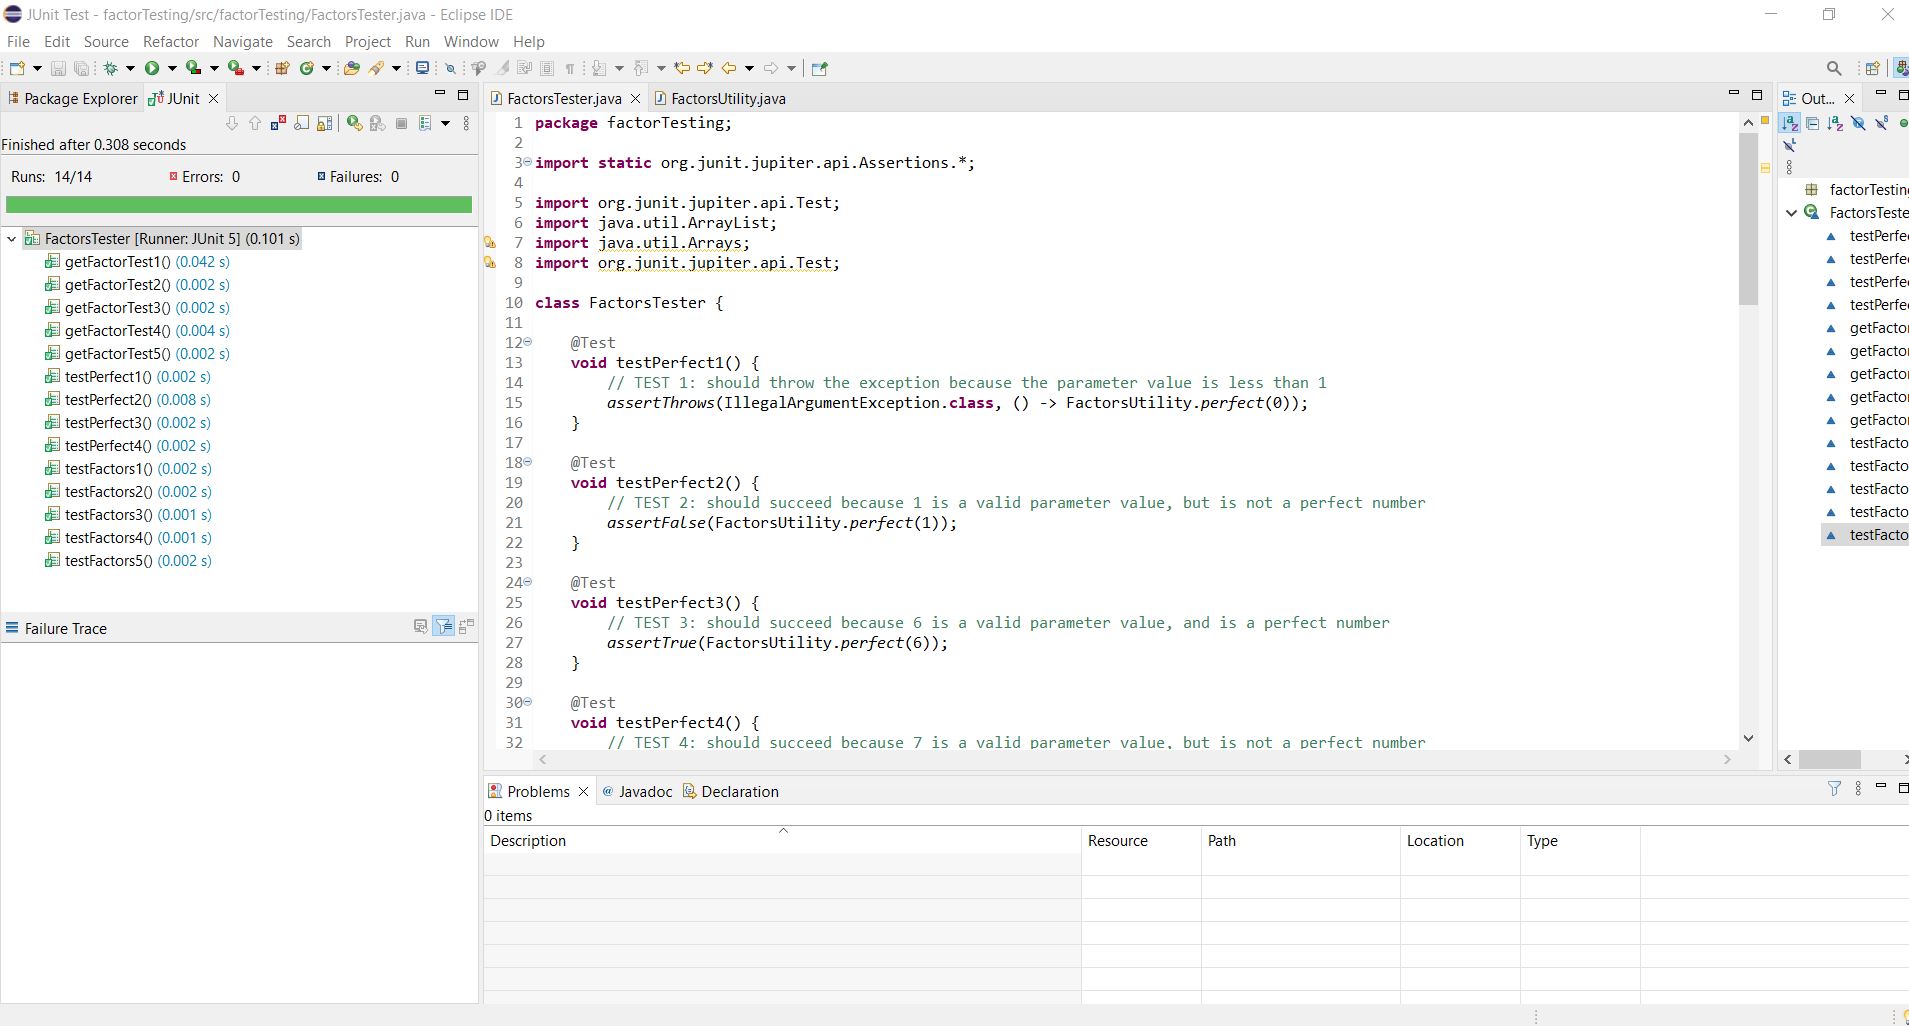 JUnit Test - factorTesting/src/factorTesting/FactorsTester.java - Eclipse IDE
File Edit Source Refactor Navigate Search Project Run Window Help
Package Explorer
JUnit
Finished after 0.308 seconds
Runs: 14/14 Errors: 0 Failures: 0
FactorsTester [Runner: JUnit 5] (0.101 s)
getFactorTest1() (0.042 s)
getFactorTest2() (0.002 s)
getFactorTest3() (0.002 s)
getFactorTest4() (0.004 s)
getFactorTest5() (0.002 s)
testPerfect1() (0.002 s)
testPerfect2() (0.008 s)
testPerfect3() (0.002 s)
testPerfect4() (0.002 s)
testFactors1() (0.002 s)
testFactors2() (0.002 s)
testFactors3() (0.001 s)
testFactors4() (0.001 s)
testFactors5() (0.002 s)
Failure Trace
FactorsTester.java FactorsUtility.java
1 package factorTesting;
2
3 import static org.junit.jupiter.api.Assertions.*;
4
5 import org.junit.jupiter.api.Test;
6 import java.util.ArrayList;
7 import java.util.Arrays;
8 import org.junit.jupiter.api.Test;
9
10 class FactorsTester {
11
12 @Test
13 void testPerfect1() {
14 // TEST 1: should throw the exception because the parameter value is less than 1
15 assertThrows(IllegalArgumentException.class, () -> FactorsUtility.perfect(0));
16 }
17
18 @Test
19 void testPerfect2() {
20 // TEST 2: should succeed because 1 is a valid parameter value, but is not a perfect number
21 assertFalse(FactorsUtility.perfect(1));
22 }
23
24 @Test
25 void testPerfect3() {
26 // TEST 3: should succeed because 6 is a valid parameter value, and is a perfect number
27 assertTrue(FactorsUtility.perfect(6));
28 }
29
30 @Test
31 void testPerfect4() {
32 // TEST 4: should succeed because 7 is a valid parameter value, but is not a perfect number
Out...
factorTesting
FactorsTeste
testPerfe
testPerfe
testPerfe
testPerfe
getFacto
getFacto
getFacto
getFacto
getFacto
testFacto
testFacto
testFacto
testFacto
testFacto
Problems Javadoc Declaration
0 items
Description Resource Path Location Type